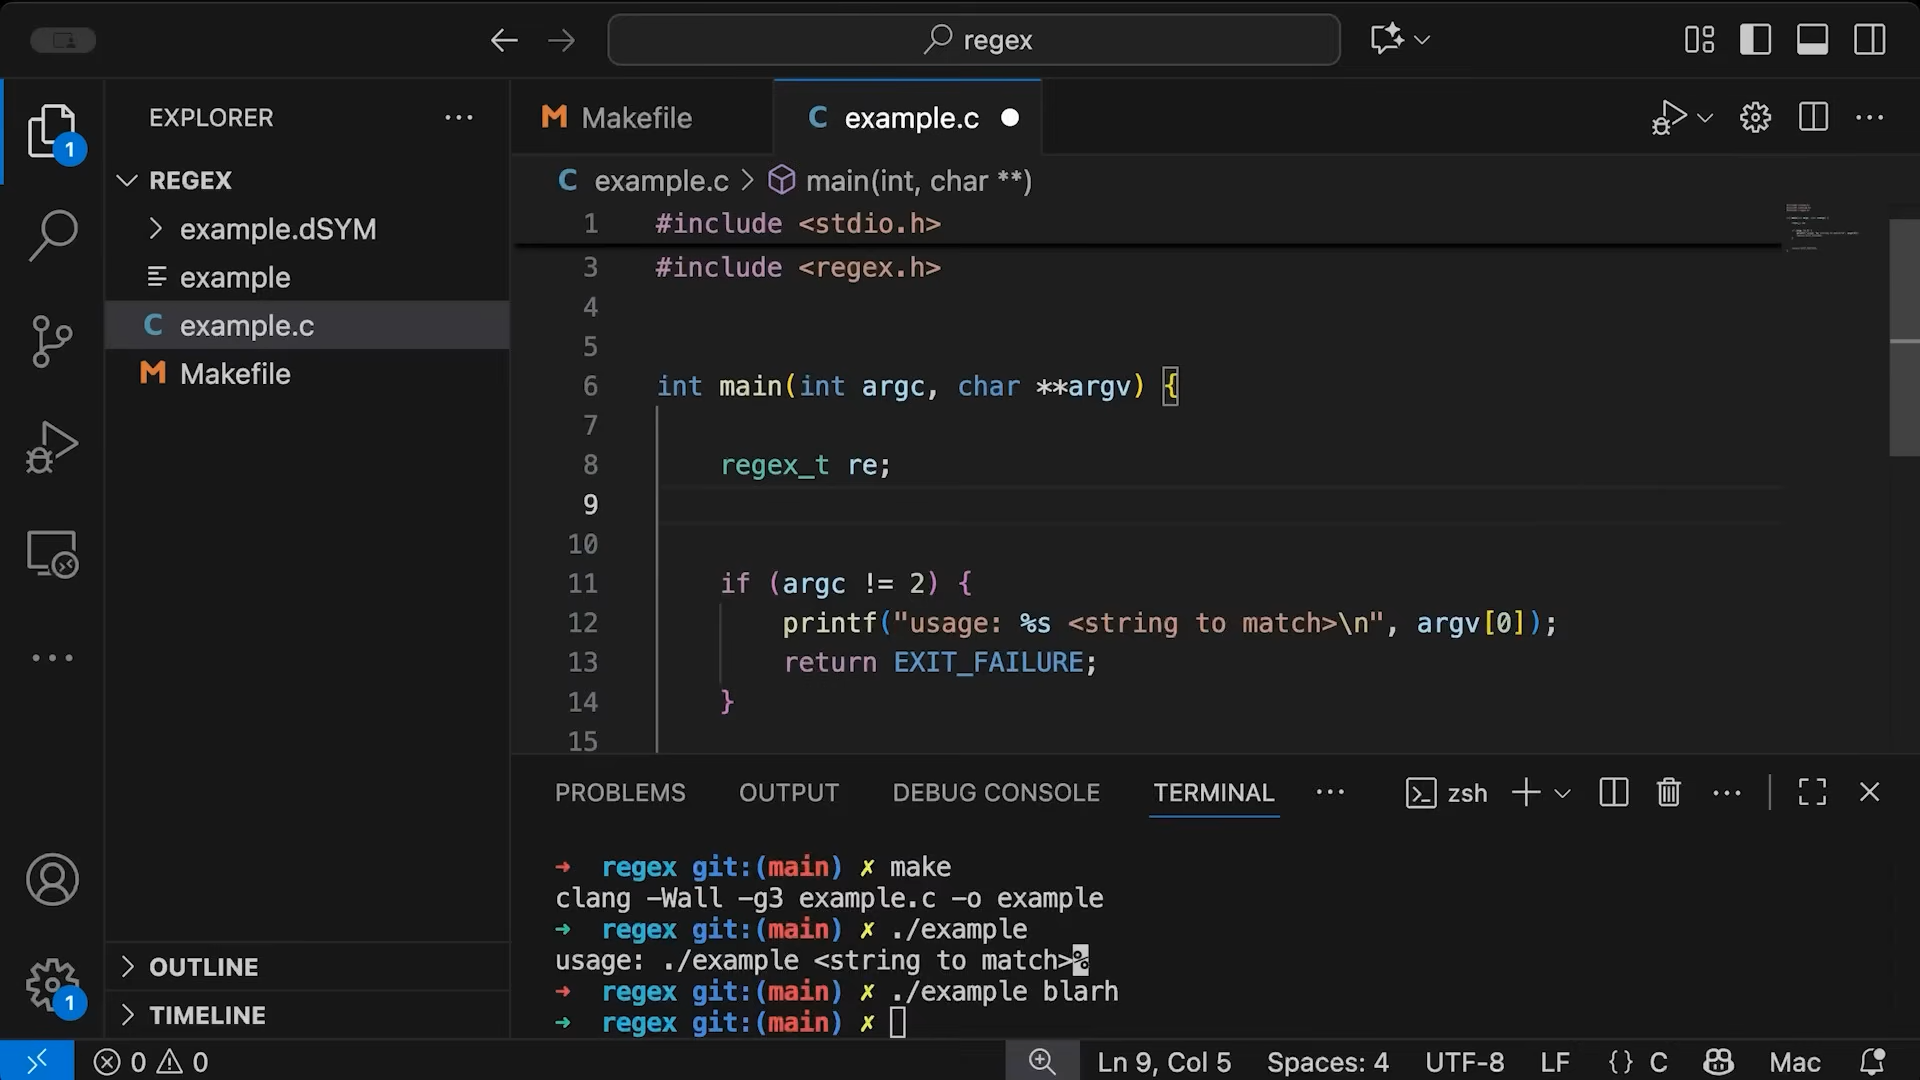 regex
EXPLORER
REGEX
example.dSYM
example
C example.c
M Makefile
OUTLINE
TIMELINE
1
1
M Makefile
C example.c
C example.c > main(int, char **)
1 #include <stdio.h>
3 #include <regex.h>
4
5
6 int main(int argc, char **argv) {
7
8 regex_t re;
9
10
11 if (argc != 2) {
12 printf("usage: %s <string to match>\n", argv[0]);
13 return EXIT_FAILURE;
14 }
15
PROBLEMS OUTPUT DEBUG CONSOLE TERMINAL ··· zsh
➜ regex git:(main) ✗ make
clang -Wall -g3 example.c -o example
➜ regex git:(main) ✗ ./example
usage: ./example <string to match>%
➜ regex git:(main) ✗ ./example blarh
➜ regex git:(main) ✗
0 0 Ln 9, Col 5 Spaces: 4 UTF-8 LF {} C Mac